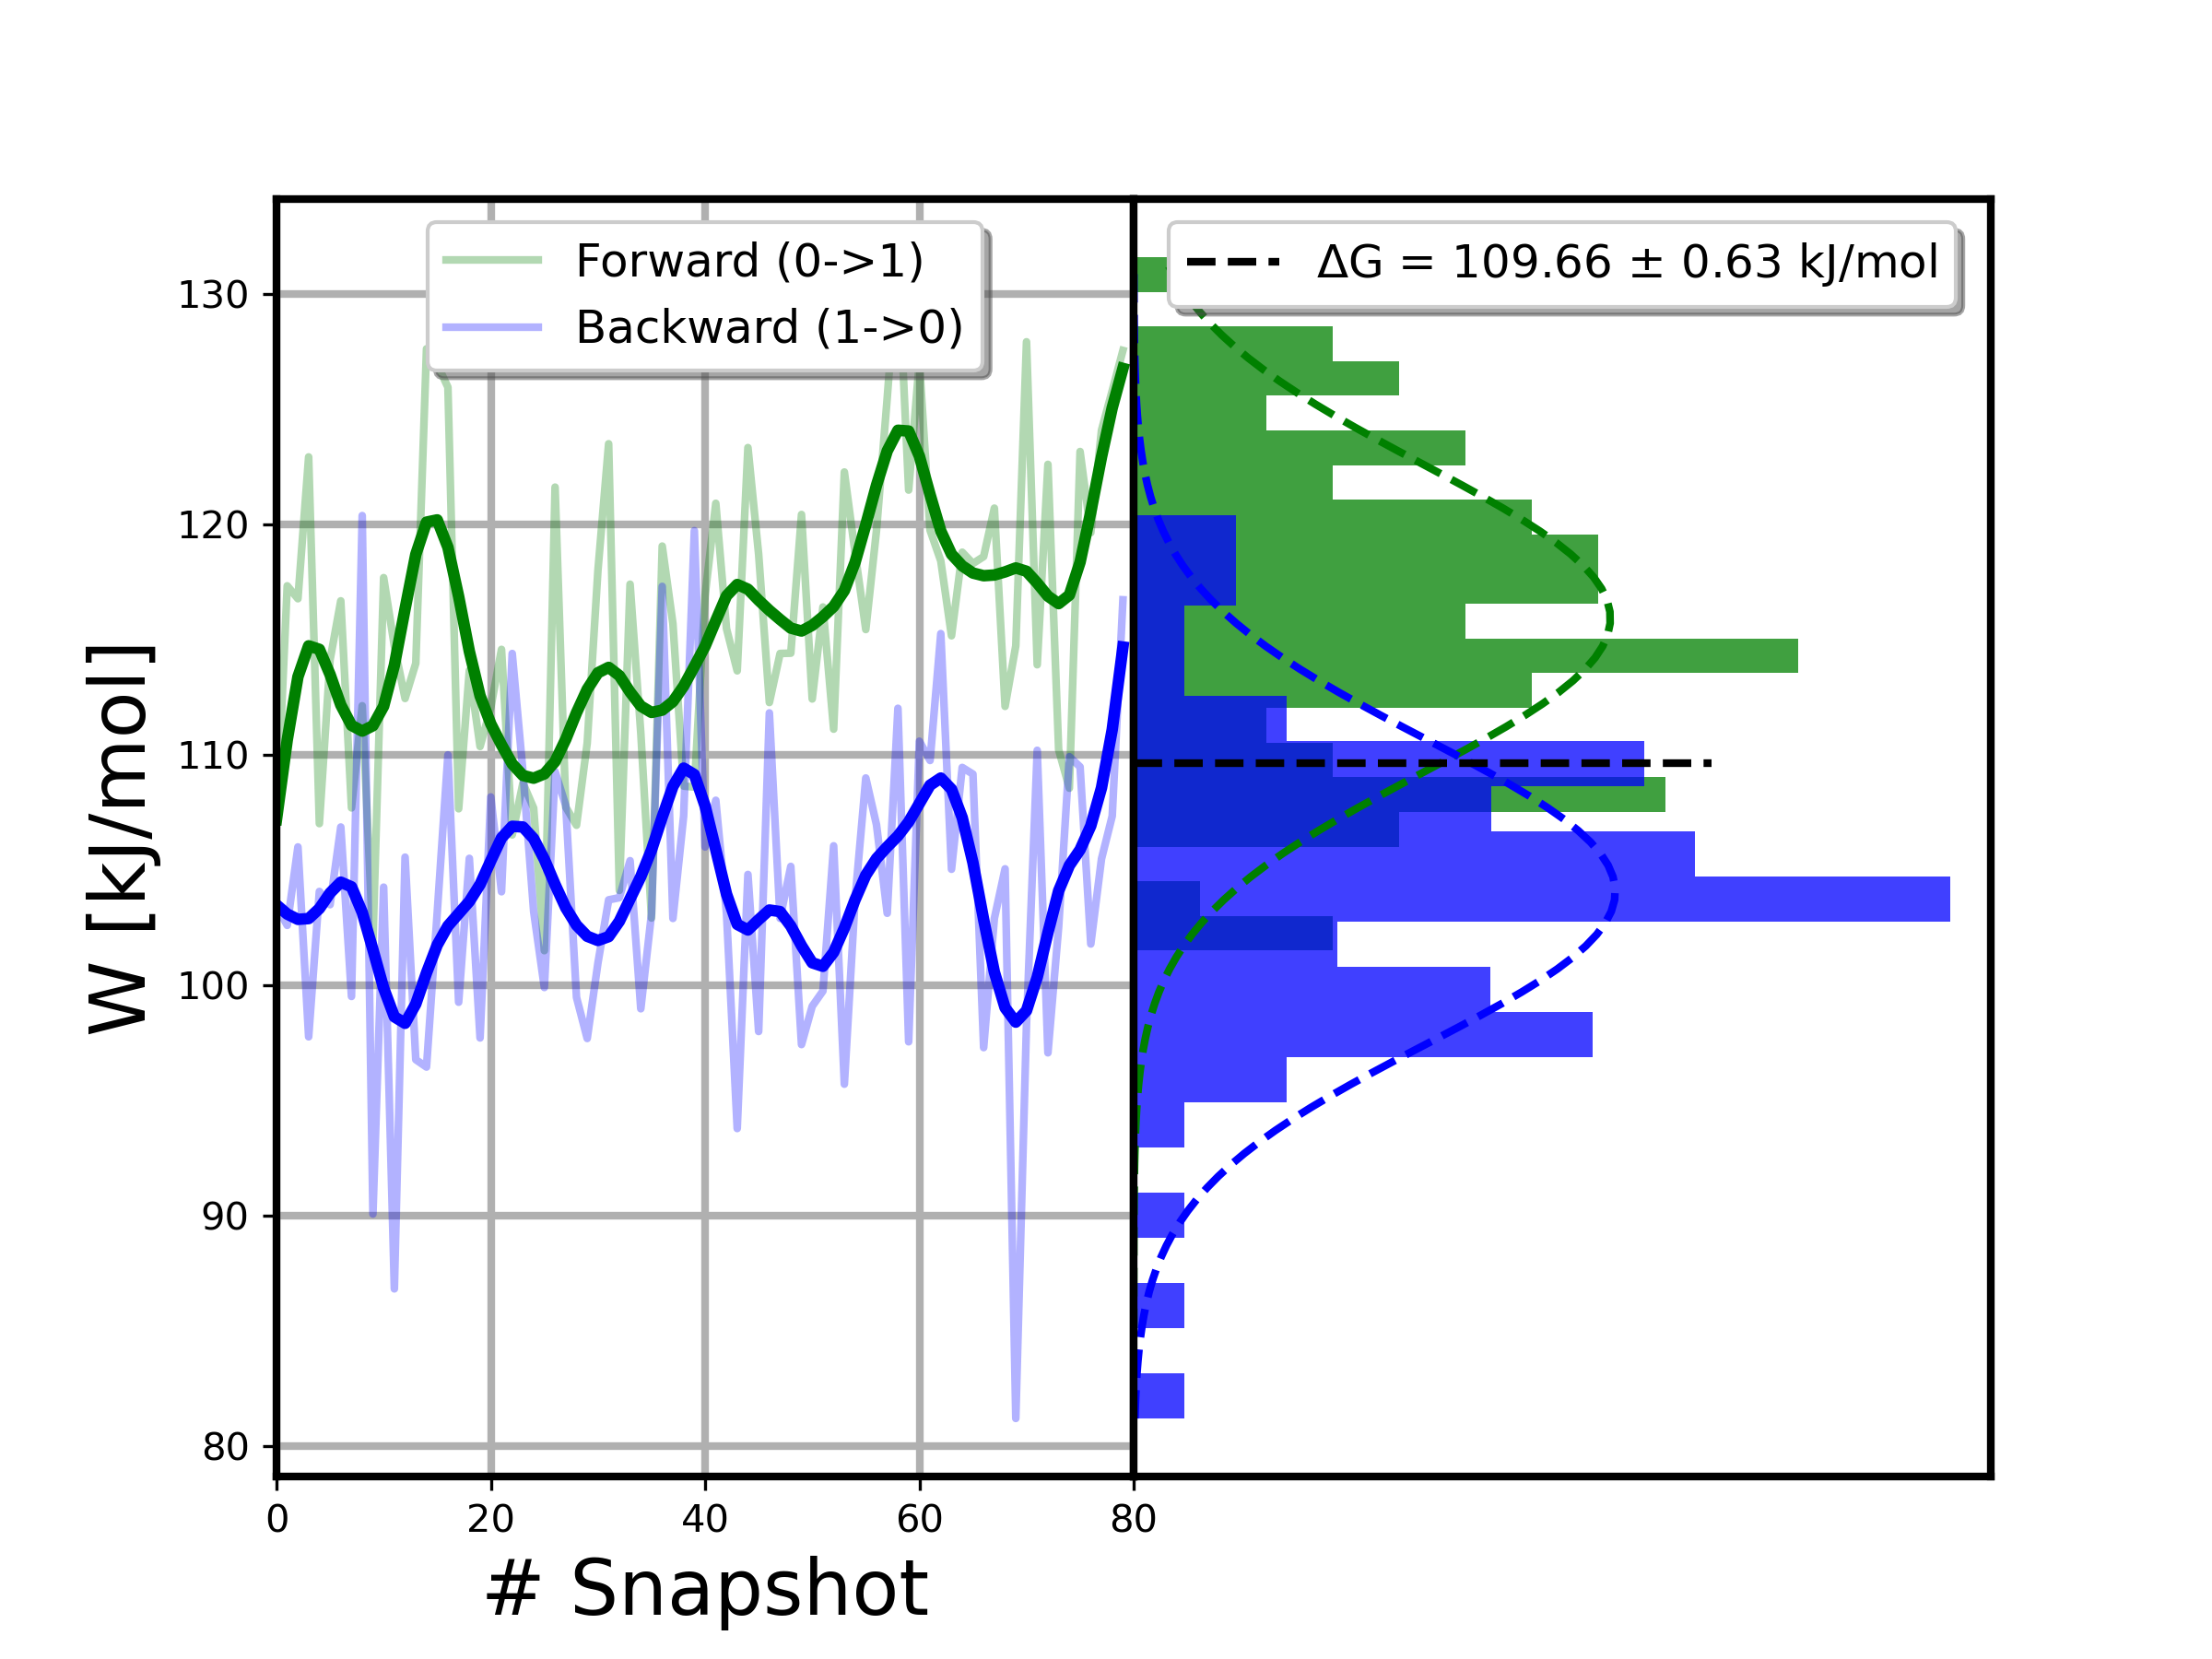 Forward (0->1)
Backward (1->0)
ΔG = 109.66 ± 0.63 kJ/mol
W [kJ/mol]
130
120
110
100
90
80
0 20 40 60 80
# Snapshot